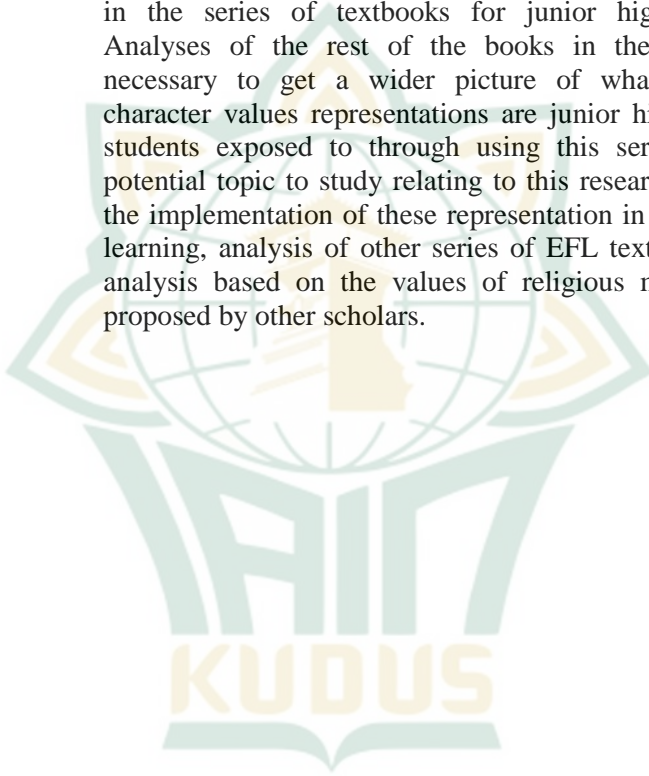 in the series of textbooks for junior hig
Analyses of the rest of the books in the
necessary to get a wider picture of wha
character values representations are junior hi
students exposed to through using this ser
potential topic to study relating to this resear
the implementation of these representation in
learning, analysis of other series of EFL text
analysis based on the values of religious m
proposed by other scholars.
IAIN
KUDUS